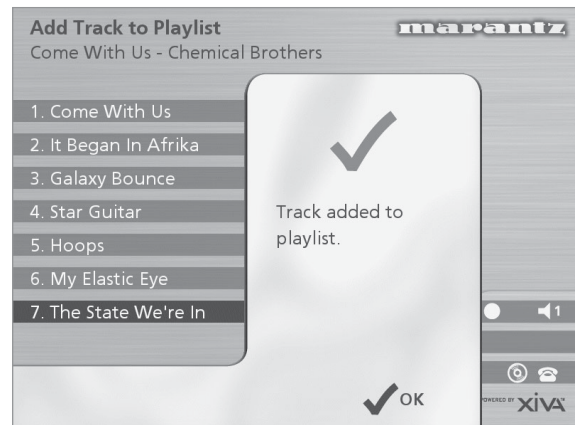 Add Track to Playlist
marantz
Come With Us - Chemical Brothers
1. Come With Us
2. It Began In Afrika
3. Galaxy Bounce
4. Star Guitar
5. Hoops
6. My Elastic Eye
7. The State We're In
Track added to
playlist.
1
OK
POWERED BY XiVA™